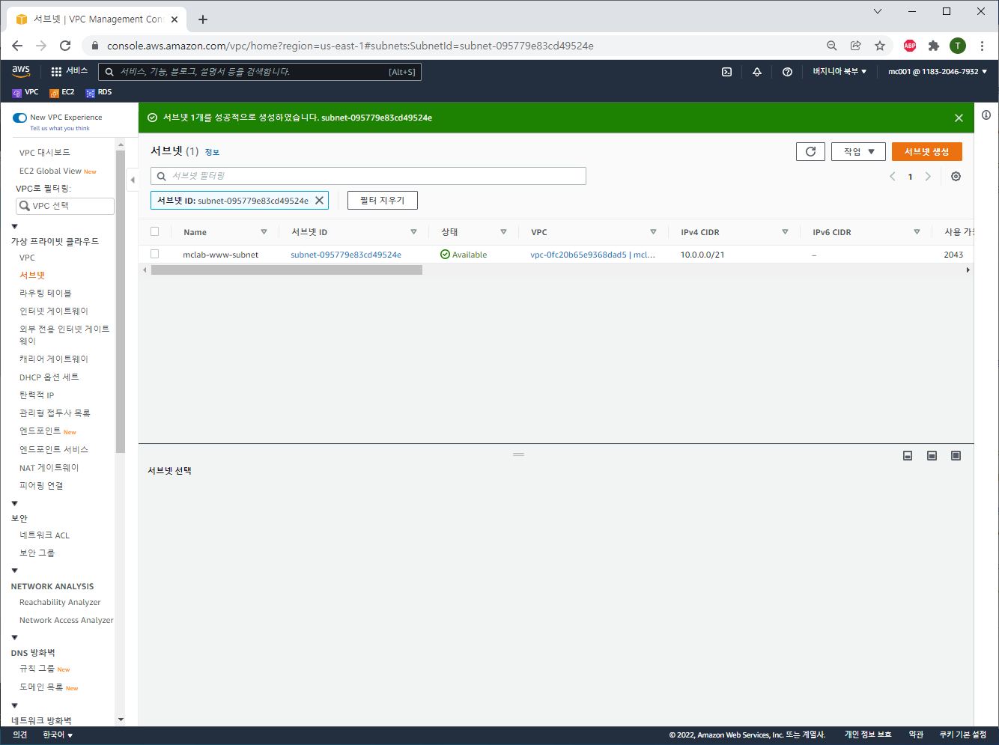 서브넷 | VPC Management Con
console.aws.amazon.com/vpc/home?region=us-east-1#subnets:SubnetId=subnet-095779e83cd49524e
ABP
T
aws
서비스
서비스, 기능, 블로그, 설명서 등을 검색합니다.
[Alt+S]
버지니아 북부
mc001 @ 1183-2046-7932
VPC
EC2
RDS
New VPC Experience
Tell us what you think
VPC 대시보드
EC2 Global View New
VPC로 필터링:
VPC 선택
가상 프라이빗 클라우드
VPC
서브넷
라우팅 테이블
인터넷 게이트웨이
외부 전용 인터넷 게이트
웨이
캐리어 게이트웨이
DHCP 옵션 세트
탄력적 IP
관리형 접두사 목록
엔드포인트 New
엔드포인트 서비스
NAT 게이트웨이
피어링 연결
보안
네트워크 ACL
보안 그룹
NETWORK ANALYSIS
Reachability Analyzer
Network Access Analyzer
DNS 방화벽
규칙 그룹 New
도메인 목록 New
네트워크 방화벽
서브넷 1개를 성공적으로 생성하였습니다. subnet-095779e83cd49524e
서브넷 (1) 정보
작업
서브넷 생성
서브넷 필터링
1
서브넷 ID: subnet-095779e83cd49524e
필터 지우기
Name
서브넷 ID
상태
VPC
IPv4 CIDR
IPv6 CIDR
사용 가능
mclab-www-subnet
subnet-095779e83cd49524e
Available
vpc-0fc20b65e9368dad5 | mcl...
10.0.0.0/21
–
2043
서브넷 선택
의견
한국어
© 2022, Amazon Web Services, Inc. 또는 계열사.
개인 정보 보호
약관
쿠키 기본 설정